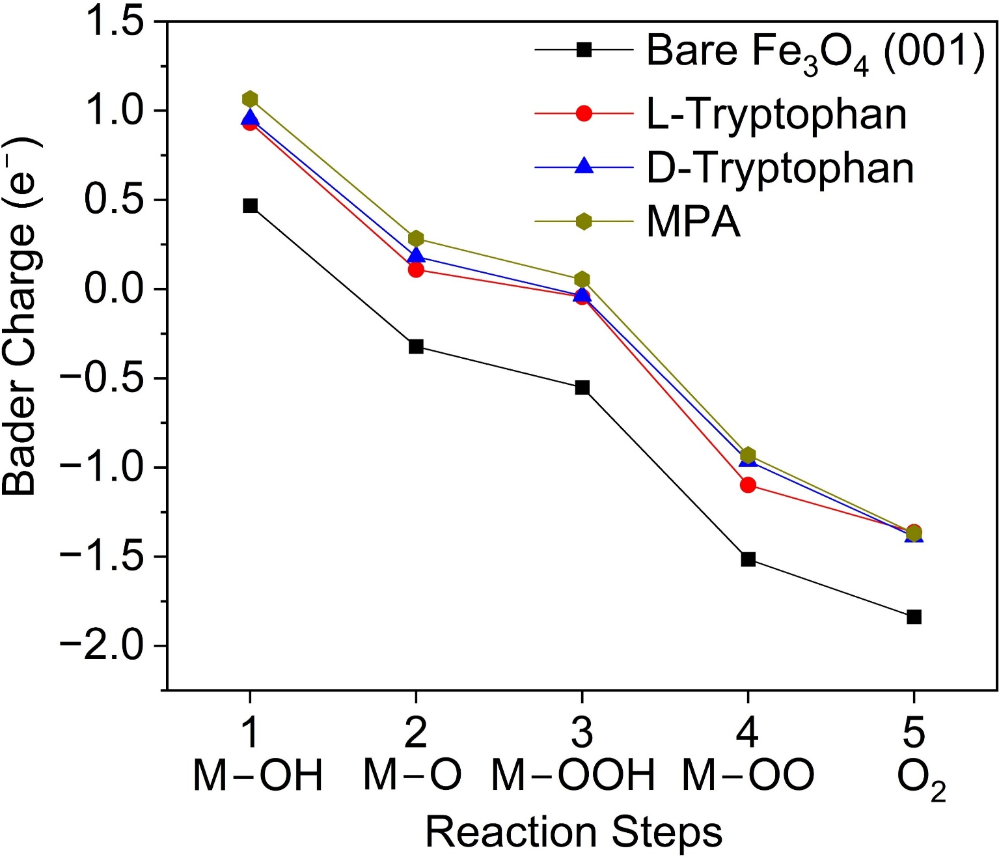 Bader Charge (e⁻)
1.5
1.0
0.5
0.0
−0.5
−1.0
−1.5
−2.0
Bare Fe₃O₄ (001)
L-Tryptophan
D-Tryptophan
MPA
1 2 3 4 5
M–OH M–O M–OOH M–OO O₂
Reaction Steps